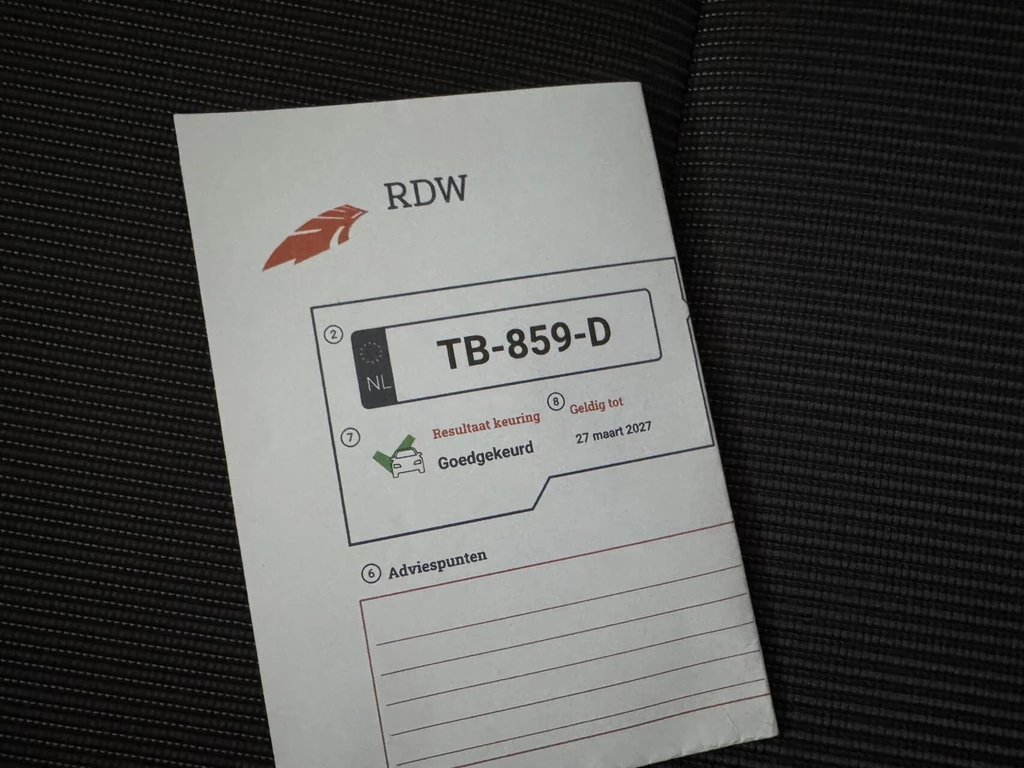 RDW
2
NL
TB-859-D
7
Resultaat keuring
Goedgekeurd
8
Geldig tot
27 maart 2027
6 Adviespunten